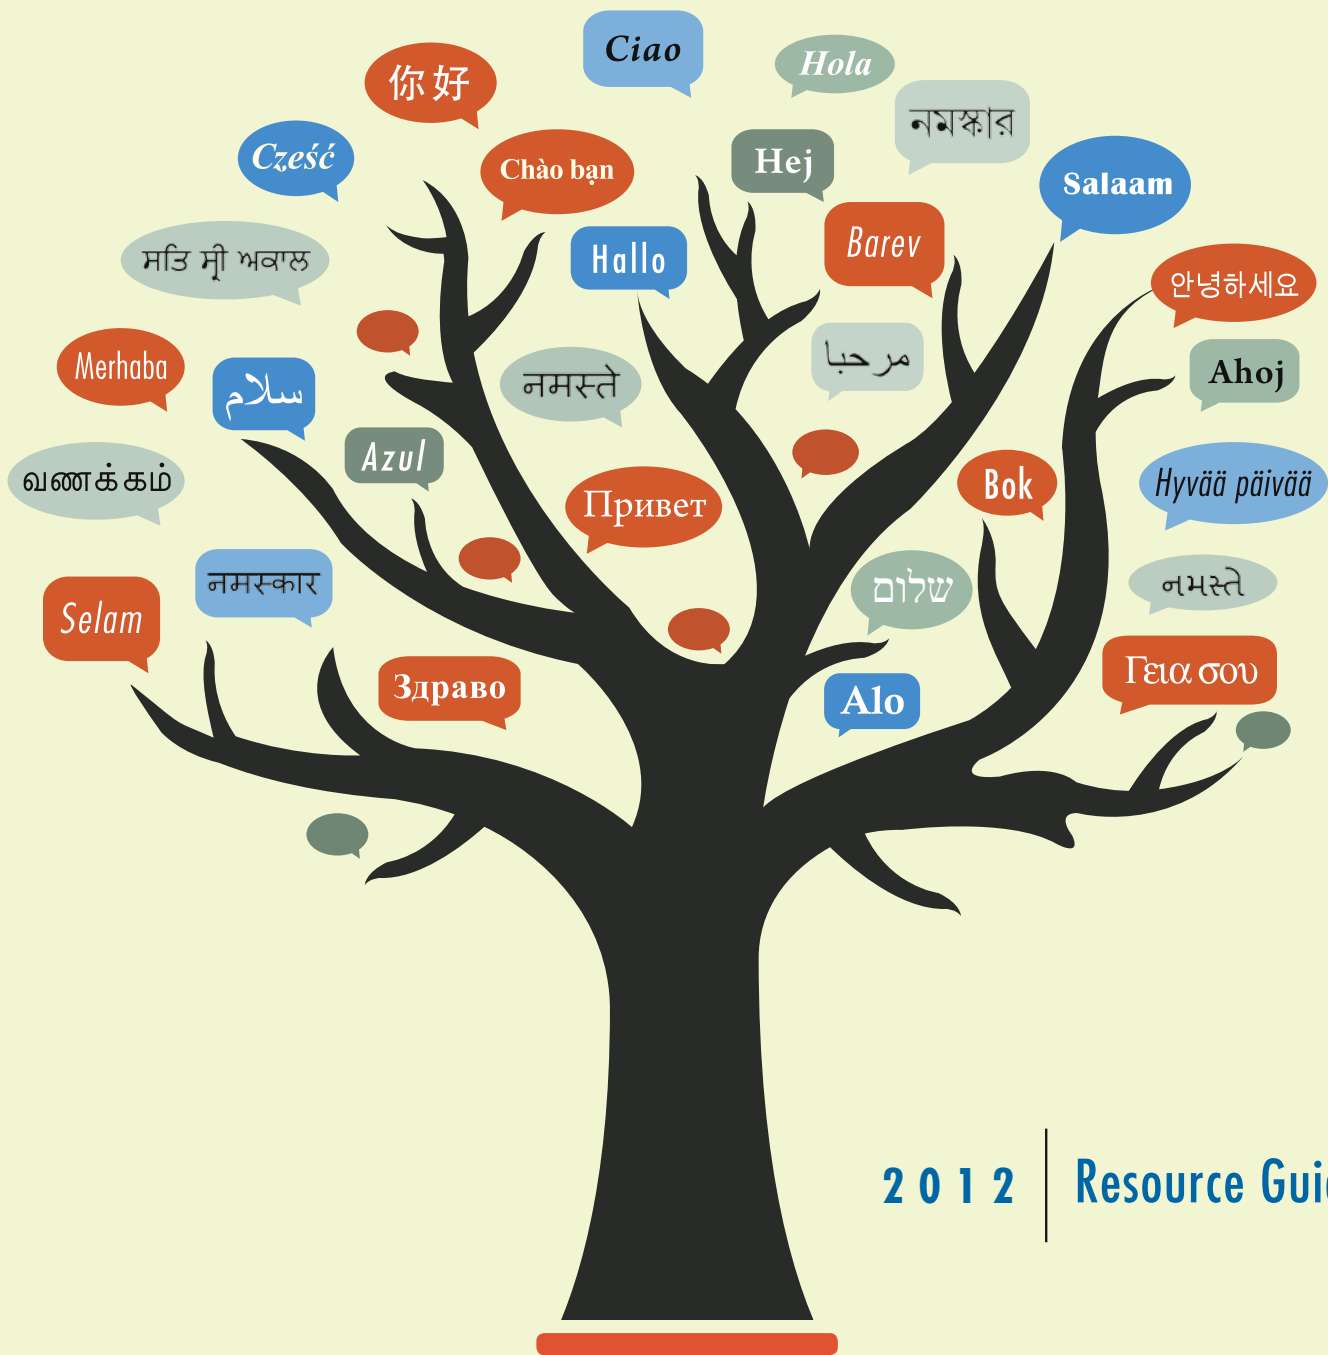 Ciao
Hola
你好
নমস্কার
Cześć
Chào bạn
Hej
Salaam
ਸਤਿ ਸ੍ਰੀ ਅਕਾਲ
Hallo
Barev
안녕하세요
Merhaba
سلام
नमस्ते
مرحبا
Ahoj
வணக்கம்
Azul
Привет
Bok
Hyvää päivää
Selam
नमस्कार
שלום
નમસ્તે
Здраво
Alo
Γεια σου
2012 Resource Gui